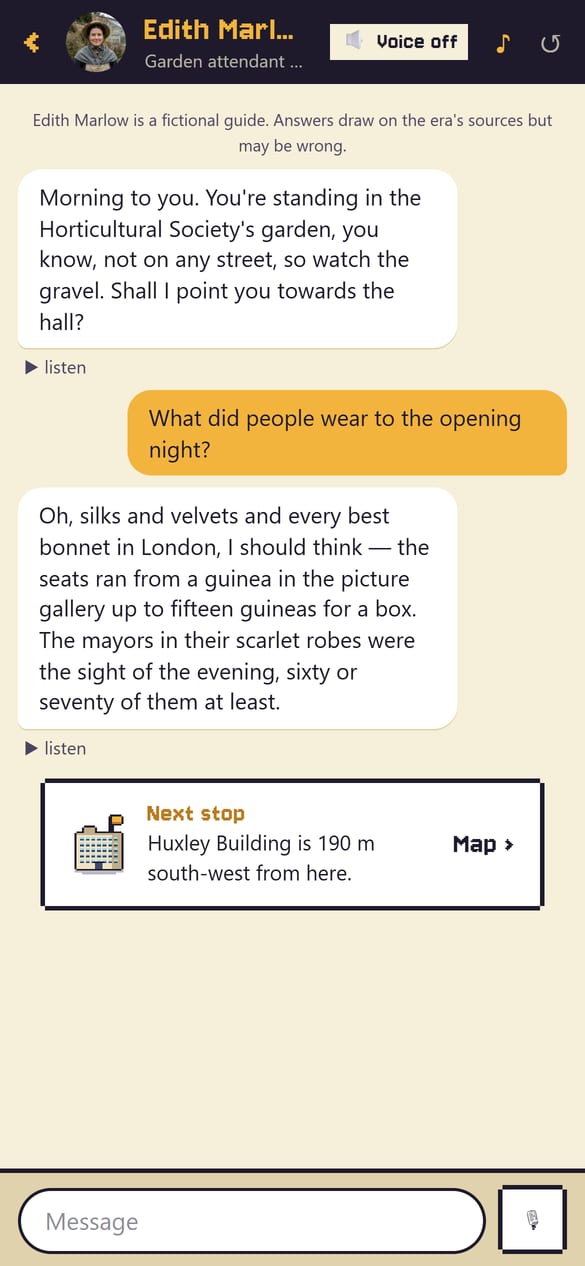 Edith Marl...
Garden attendant ...
Voice off
Edith Marlow is a fictional guide. Answers draw on the era's sources but
may be wrong.
Morning to you. You're standing in the
Horticultural Society's garden, you
know, not on any street, so watch the
gravel. Shall I point you towards the
hall?
listen
What did people wear to the opening
night?
Oh, silks and velvets and every best
bonnet in London, I should think — the
seats ran from a guinea in the picture
gallery up to fifteen guineas for a box.
The mayors in their scarlet robes were
the sight of the evening, sixty or
seventy of them at least.
listen
Next stop
Huxley Building is 190 m
south-west from here.
Map ›
Message